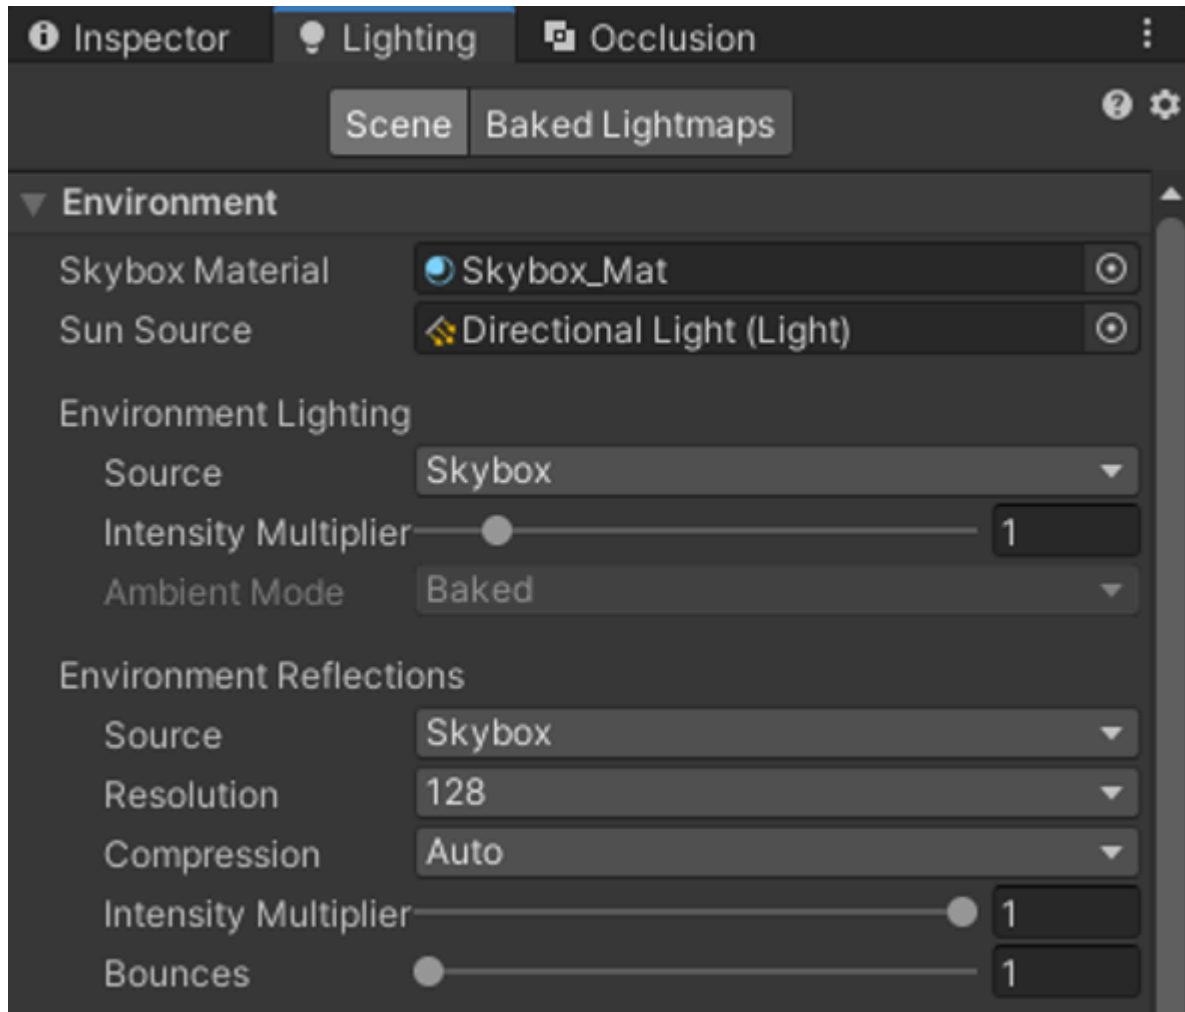 Inspector Lighting Occlusion
Scene Baked Lightmaps
Environment
Skybox Material Skybox_Mat
Sun Source Directional Light (Light)
Environment Lighting
Source Skybox
Intensity Multiplier 1
Ambient Mode Baked
Environment Reflections
Source Skybox
Resolution 128
Compression Auto
Intensity Multiplier 1
Bounces 1